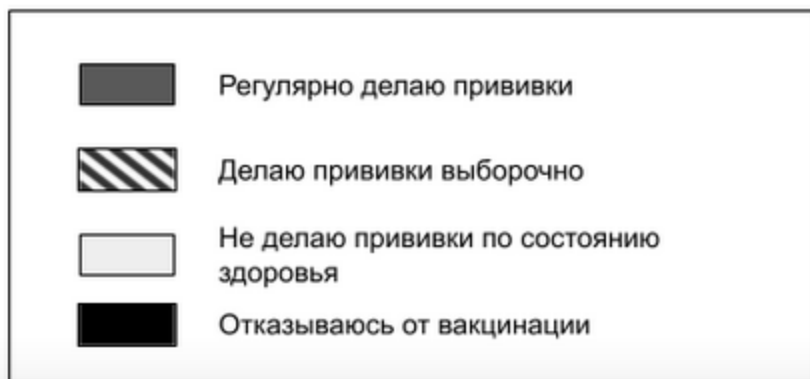 Регулярно делаю прививки
Делаю прививки выборочно
Не делаю прививки по состоянию
здоровья
Отказываюсь от вакцинации